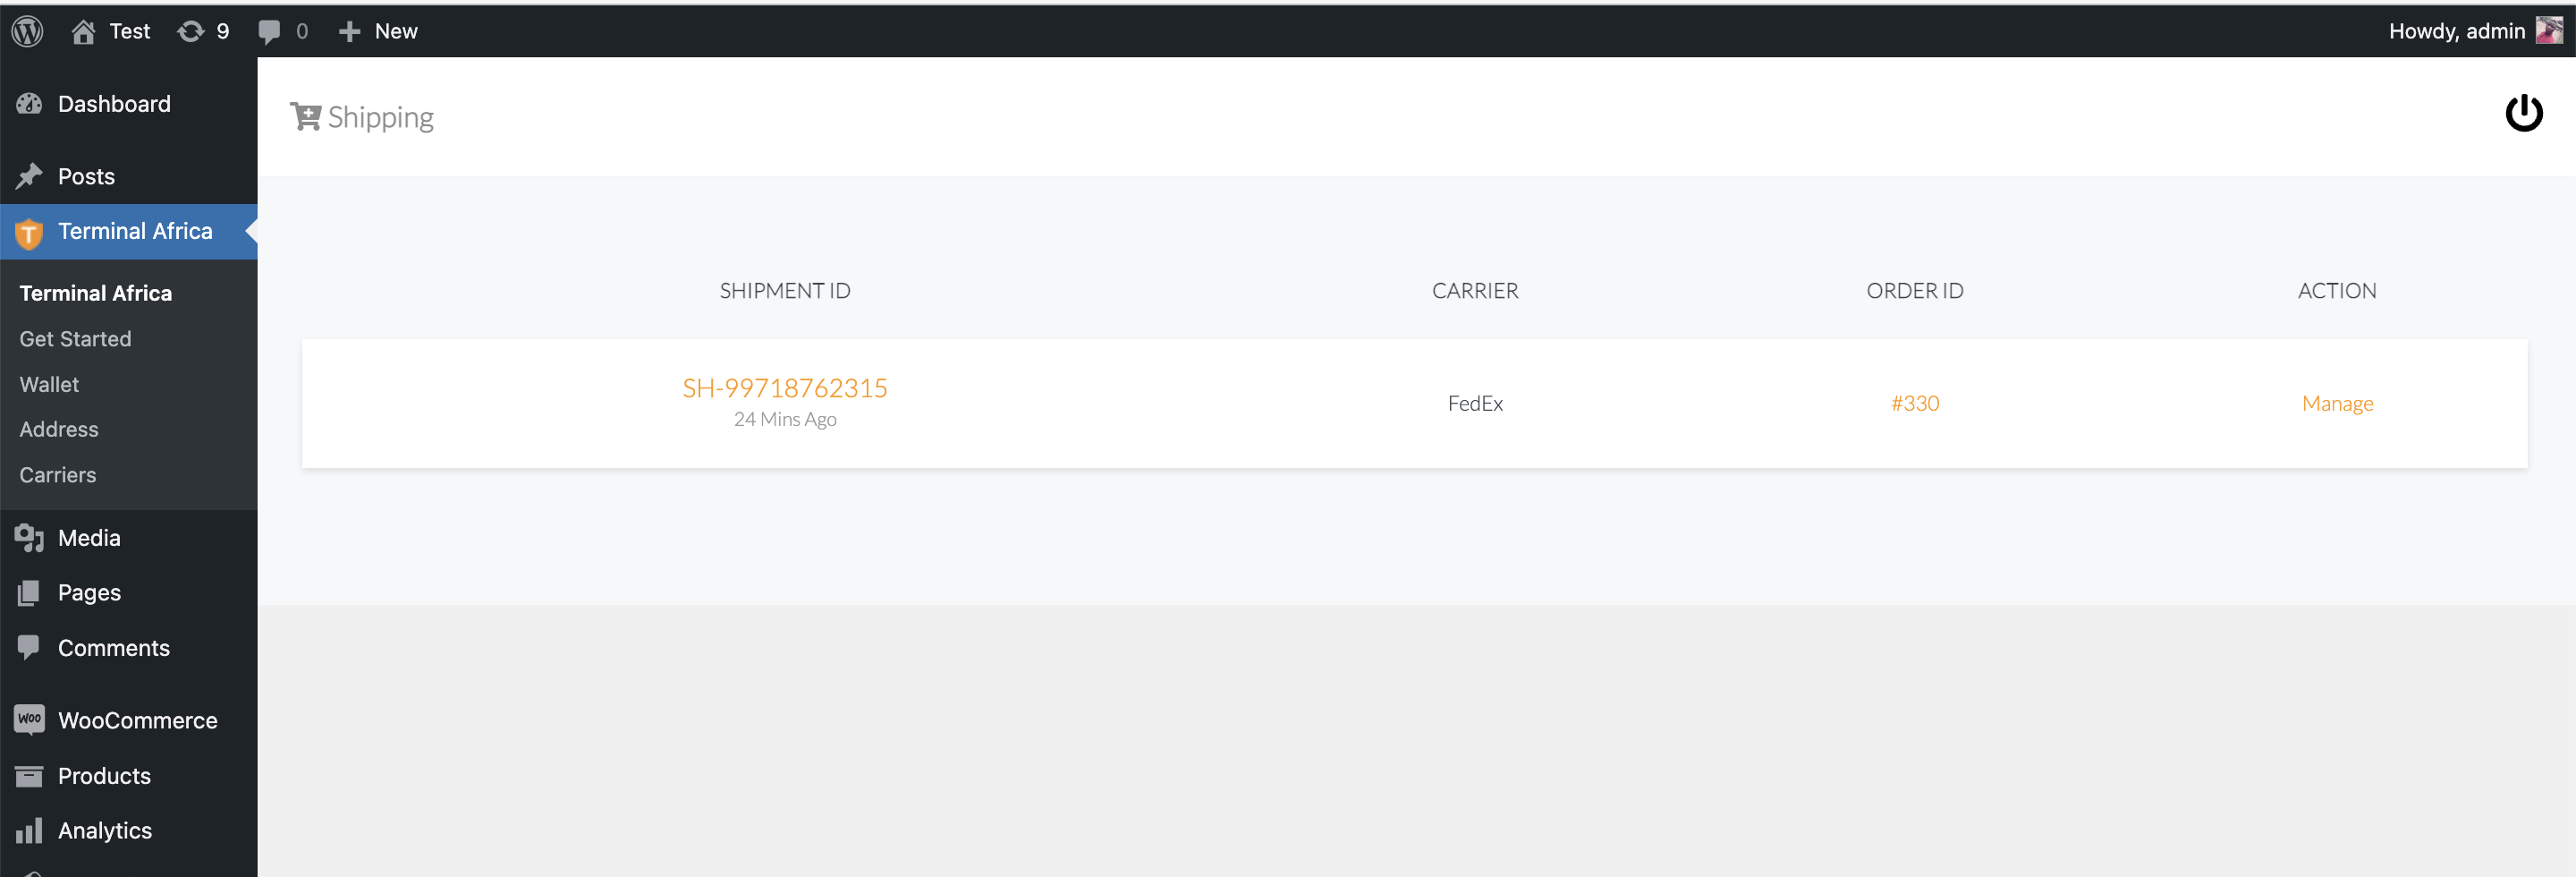 Test 9 0 New
Howdy, admin
Dashboard
Posts
Terminal Africa
Terminal Africa
Get Started
Wallet
Address
Carriers
Media
Pages
Comments
WooCommerce
Products
Analytics
Shipping
SHIPMENT ID CARRIER ORDER ID ACTION
SH-99718762315 FedEx #330 Manage
24 Mins Ago